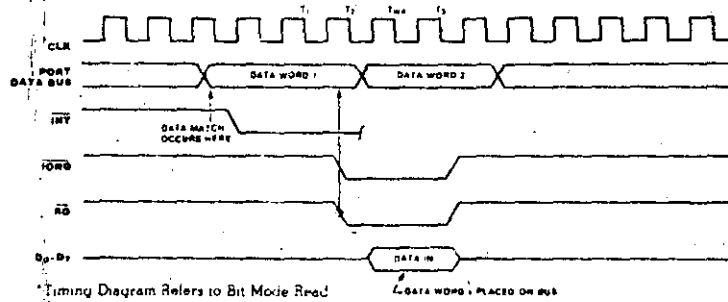 T₁ T₂ TWA T₃
CLK
PORT
DATA BUS
DATA WORD 1 DATA WORD 2
INT
DATA MATCH
OCCURS HERE
IORQ
RD
D₀-D₇
DATA IN
DATA WORD 1 PLACED ON BUS
*Timing Diagram Refers to Bit Mode Read